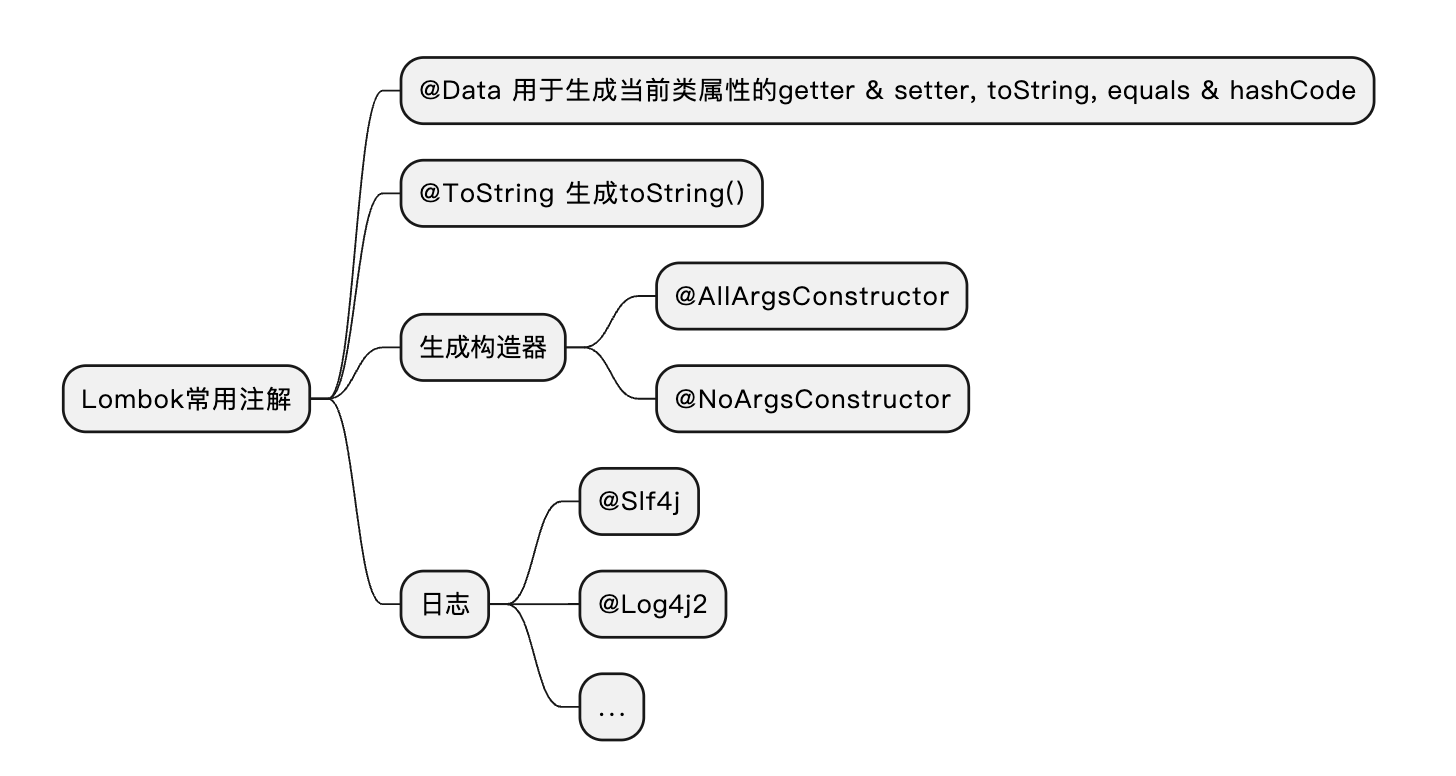 @Data 用于生成当前类属性的getter & setter, toString, equals & hashCode
@ToString 生成toString()
生成构造器
@AllArgsConstructor
@NoArgsConstructor
Lombok常用注解
日志
@Slf4j
@Log4j2
...